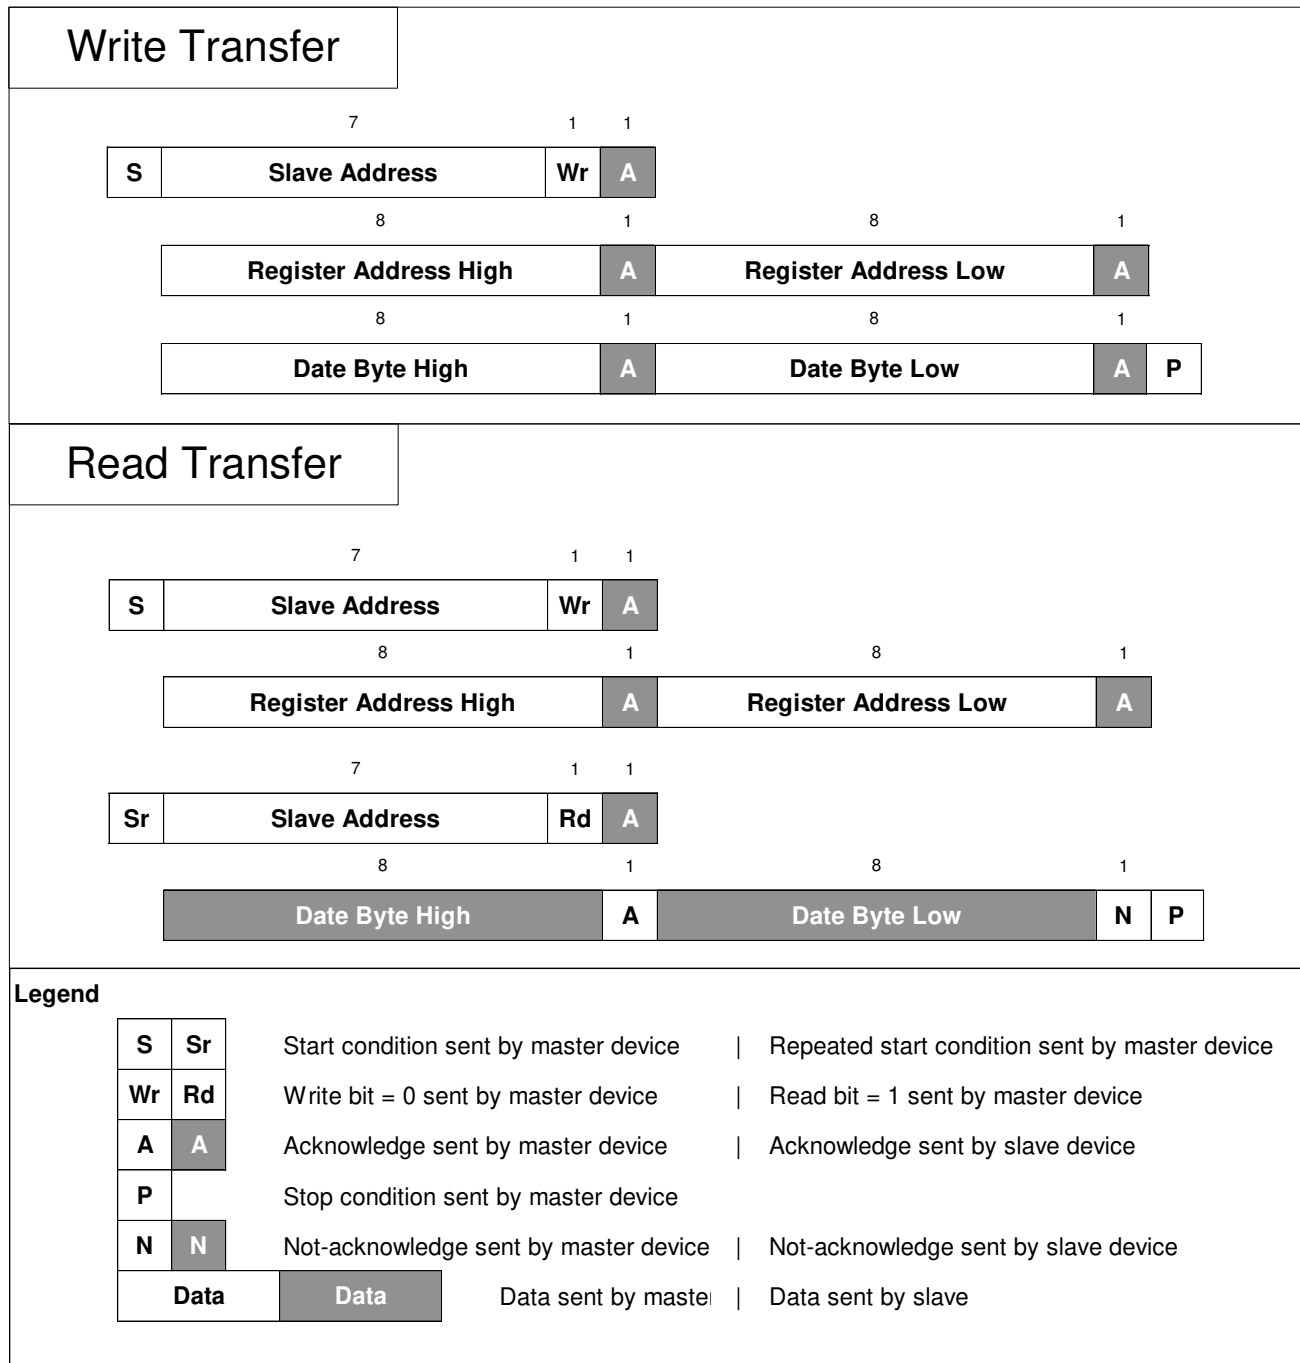 Write Transfer
7 1 1
S Slave Address Wr A
8 1 8 1
Register Address High A Register Address Low A
8 1 8 1
Date Byte High A Date Byte Low A P
Read Transfer
7 1 1
S Slave Address Wr A
8 1 8 1
Register Address High A Register Address Low A
7 1 1
Sr Slave Address Rd A
8 1 8 1
Date Byte High A Date Byte Low N P
Legend
S Sr Start condition sent by master device | Repeated start condition sent by master device
Wr Rd Write bit = 0 sent by master device | Read bit = 1 sent by master device
A A Acknowledge sent by master device | Acknowledge sent by slave device
P Stop condition sent by master device
N N Not-acknowledge sent by master device | Not-acknowledge sent by slave device
Data Data Data sent by master | Data sent by slave